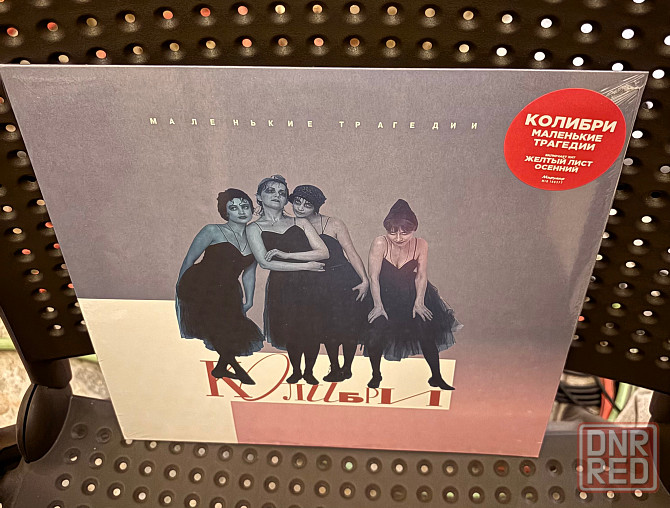 МАЛЕНЬКИЕ ТРАГЕДИИ
КОЛИБРИ
МАЛЕНЬКИЕ
ТРАГЕДИИ
ЖЕЛТЫЙ ЛИСТ
ОСЕННИЙ
КОЛИБРИ
DNR
RED